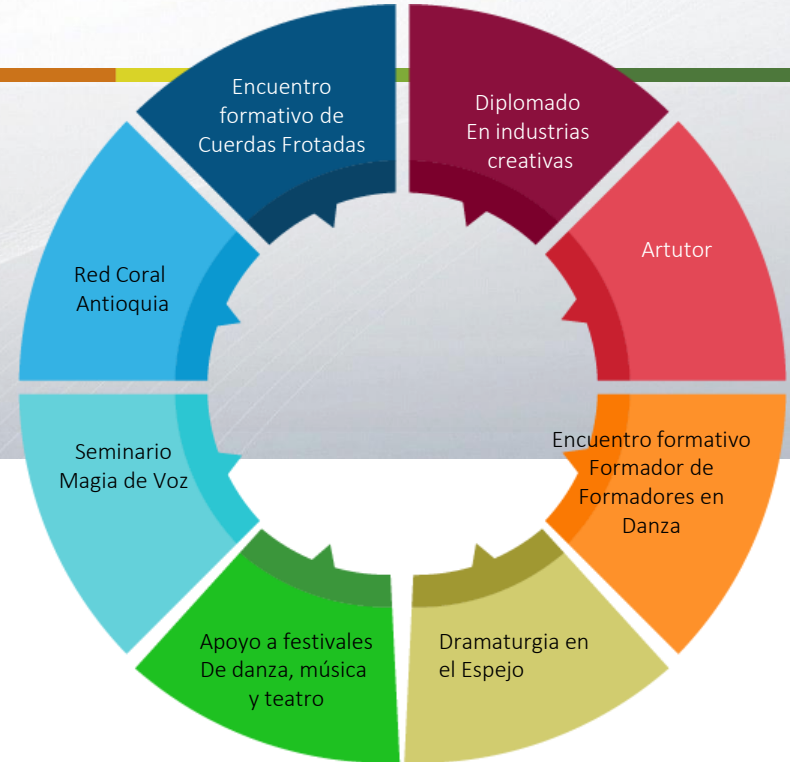 Encuentro
formativo de
Cuerdas Frotadas
Diplomado
En industrias
creativas
Artutor
Encuentro formativo
Formador de
Formadores en
Danza
Dramaturgia en
el Espejo
Apoyo a festivales
De danza, música
y teatro
Seminario
Magia de Voz
Red Coral
Antioquia